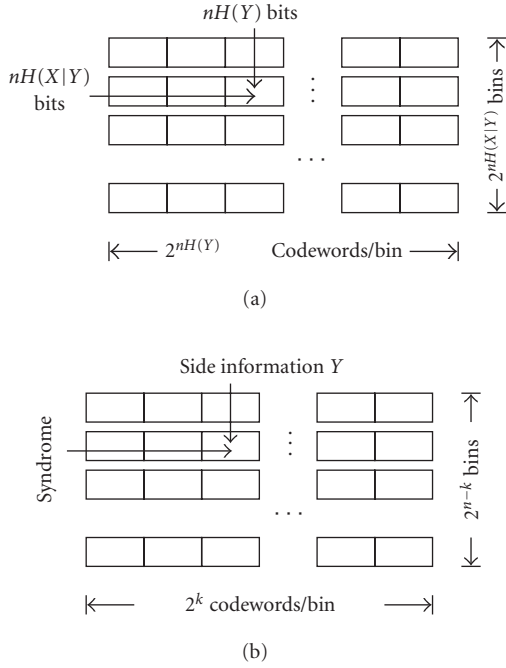 nH(Y) bits
nH(X|Y)
bits
2^{nH(X|Y)} bins
2^{nH(Y)} Codewords/bin
(a)
Side information Y
Syndrome
2^{n−k} bins
2^k codewords/bin
(b)